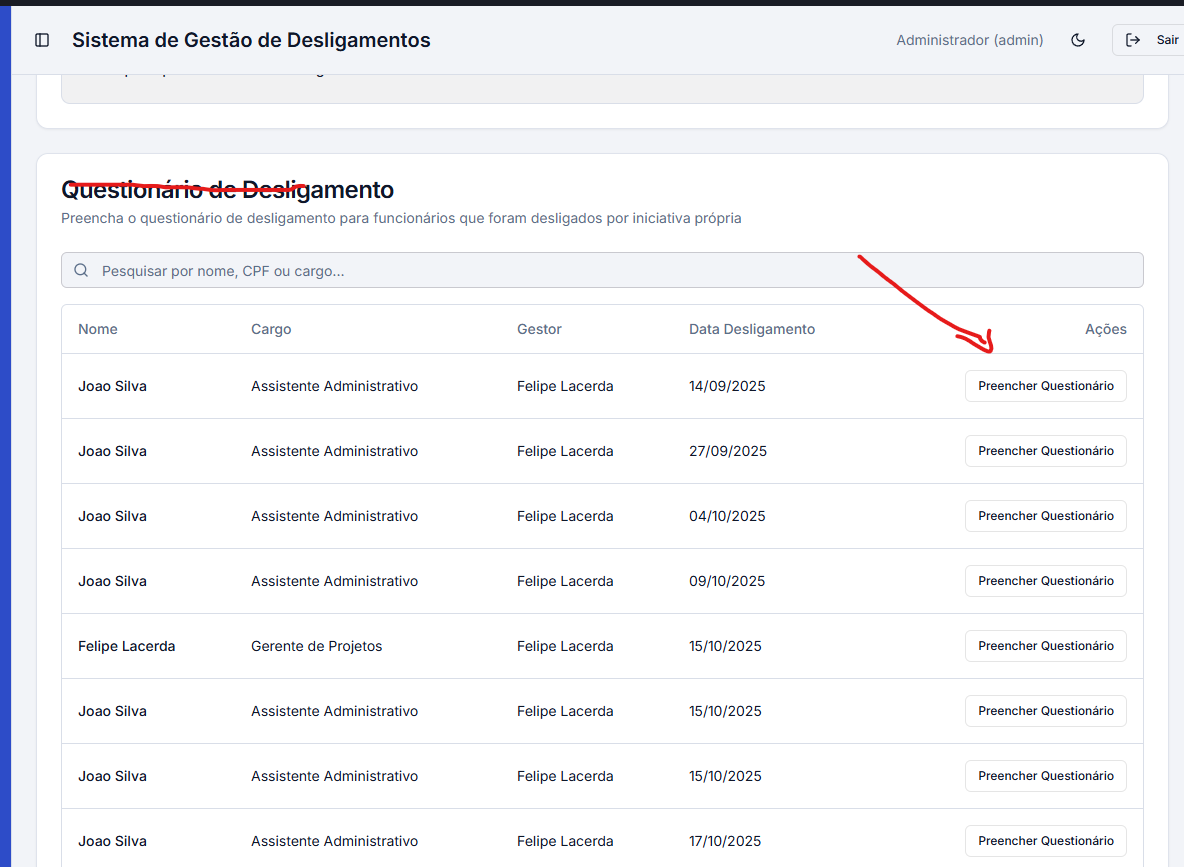 Sistema de Gestão de Desligamentos
Administrador (admin)
Sair
Questionário de Desligamento
Preencha o questionário de desligamento para funcionários que foram desligados por iniciativa própria
Pesquisar por nome, CPF ou cargo...
Nome Cargo Gestor Data Desligamento Ações
Joao Silva Assistente Administrativo Felipe Lacerda 14/09/2025 Preencher Questionário
Joao Silva Assistente Administrativo Felipe Lacerda 27/09/2025 Preencher Questionário
Joao Silva Assistente Administrativo Felipe Lacerda 04/10/2025 Preencher Questionário
Joao Silva Assistente Administrativo Felipe Lacerda 09/10/2025 Preencher Questionário
Felipe Lacerda Gerente de Projetos Felipe Lacerda 15/10/2025 Preencher Questionário
Joao Silva Assistente Administrativo Felipe Lacerda 15/10/2025 Preencher Questionário
Joao Silva Assistente Administrativo Felipe Lacerda 15/10/2025 Preencher Questionário
Joao Silva Assistente Administrativo Felipe Lacerda 17/10/2025 Preencher Questionário